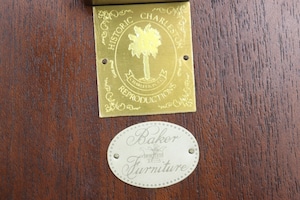 HISTORIC CHARLESTON
REPRODUCTIONS
Baker
Furniture